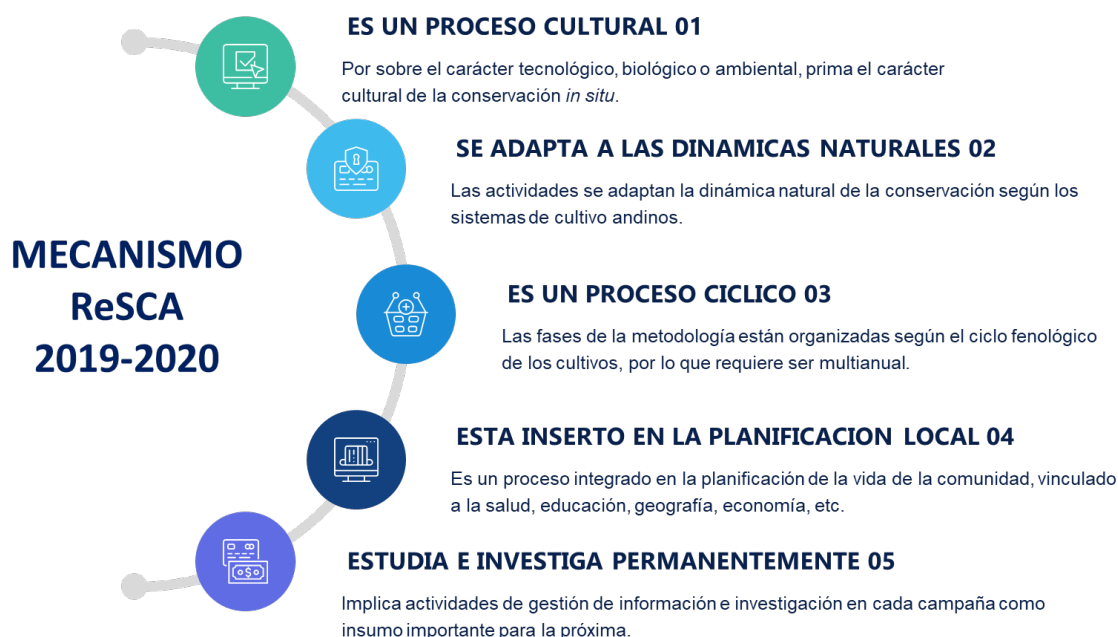 ES UN PROCESO CULTURAL 01
Por sobre el carácter tecnológico, biológico o ambiental, prima el carácter
cultural de la conservación in situ.
SE ADAPTA A LAS DINAMICAS NATURALES 02
Las actividades se adaptan la dinámica natural de la conservación según los
sistemas de cultivo andinos.
MECANISMO
ReSCA
2019-2020
ES UN PROCESO CICLICO 03
Las fases de la metodología están organizadas según el ciclo fenológico
de los cultivos, por lo que requiere ser multianual.
ESTA INSERTO EN LA PLANIFICACION LOCAL 04
Es un proceso integrado en la planificación de la vida de la comunidad, vinculado
a la salud, educación, geografía, economía, etc.
ESTUDIA E INVESTIGA PERMANENTEMENTE 05
Implica actividades de gestión de información e investigación en cada campaña como
insumo importante para la próxima.